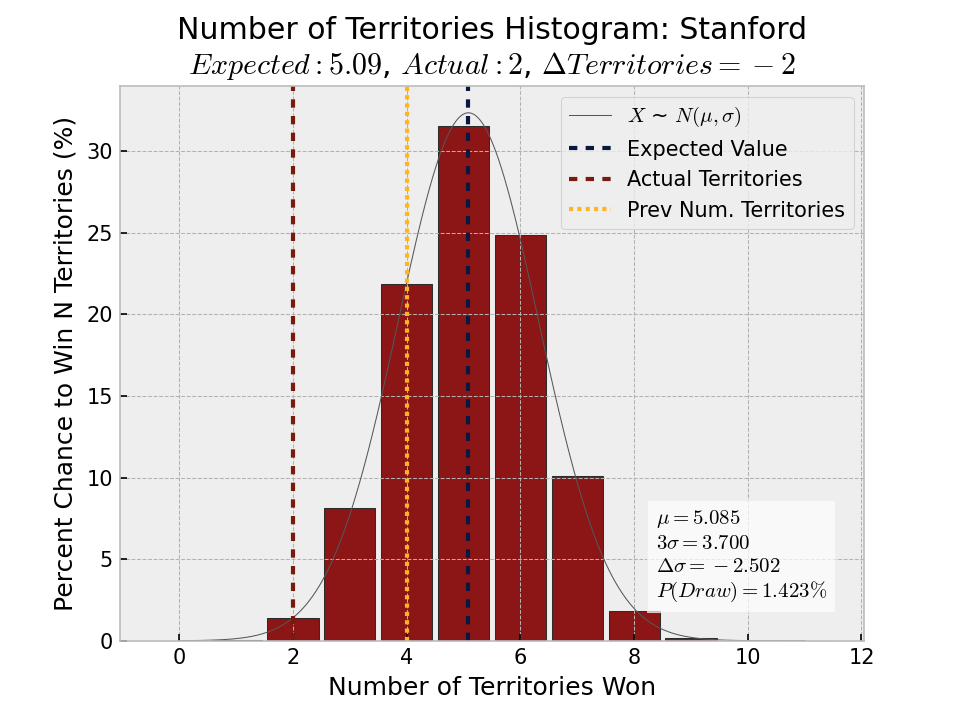 Number of Territories Histogram: Stanford
Expected : 5.09, Actual : 2, ΔTerritories = −2
Percent Chance to Win N Territories (%)
30
25
20
15
10
5
0
X ∼ N(μ, σ)
Expected Value
Actual Territories
Prev Num. Territories
μ = 5.085
3σ = 3.700
Δσ = −2.502
P(Draw) = 1.423%
0 2 4 6 8 10 12
Number of Territories Won